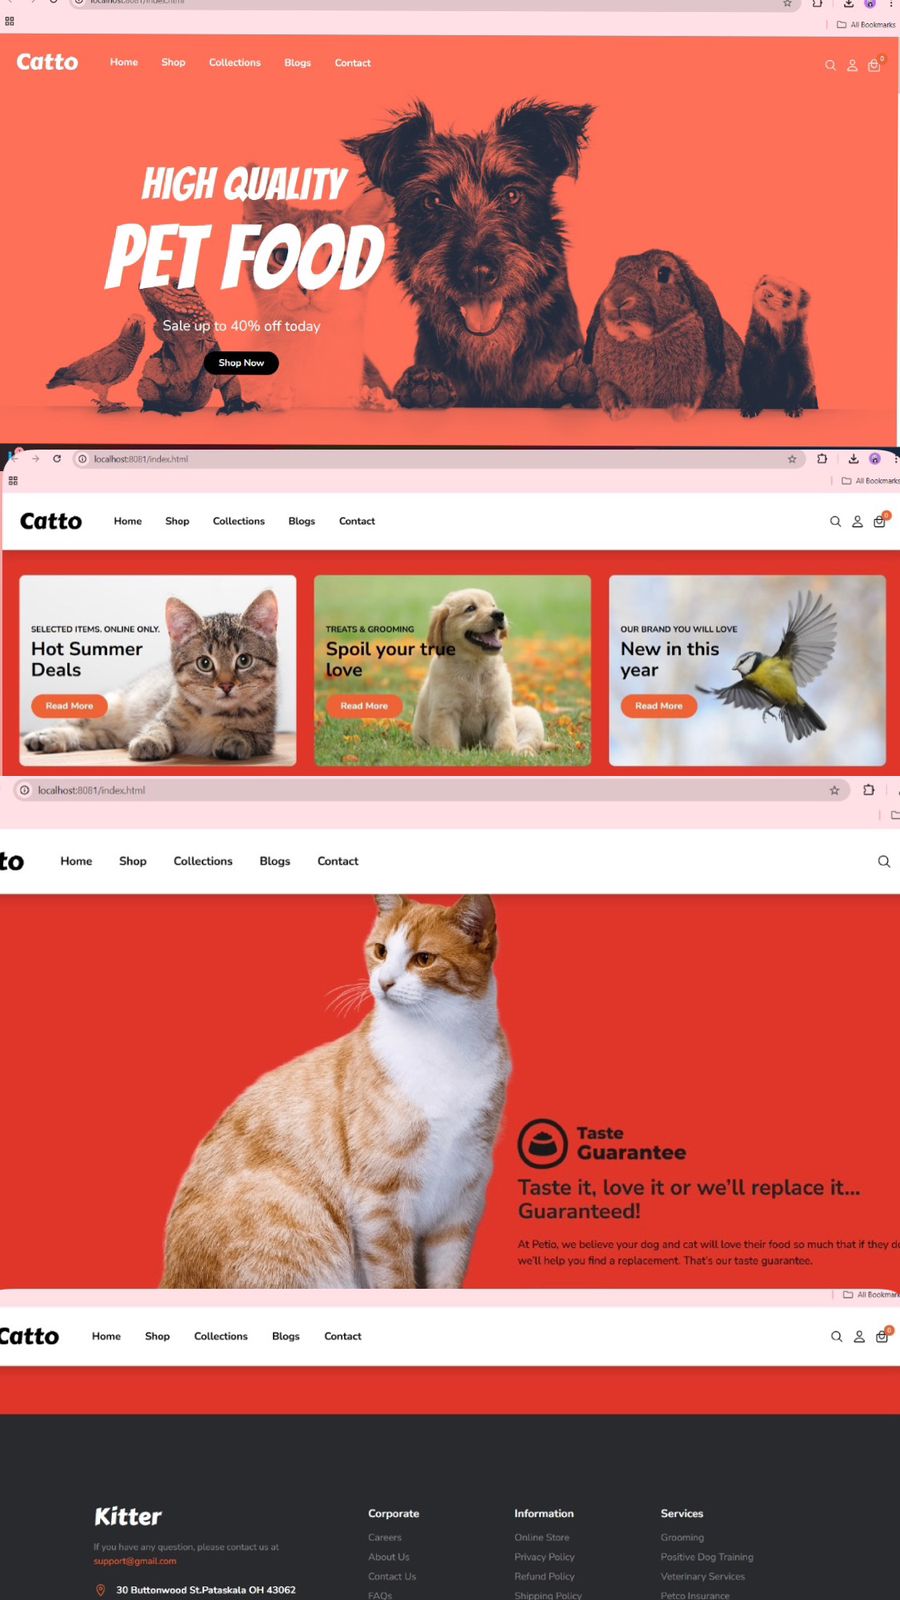 localhost:8081/index.html
All Bookmarks
Catto
Home Shop Collections Blogs Contact
0
HIGH QUALITY
PET FOOD
Sale up to 40% off today
Shop Now
localhost:8081/index.html
All Bookmarks
Catto
Home Shop Collections Blogs Contact
0
SELECTED ITEMS. ONLINE ONLY.
Hot Summer
Deals
Read More
TREATS & GROOMING
Spoil your true
love
Read More
OUR BRAND YOU WILL LOVE
New in this
year
Read More
localhost:8081/index.html
to
Home Shop Collections Blogs Contact
Taste
Guarantee
Taste it, love it or we'll replace it...
Guaranteed!
At Petio, we believe your dog and cat will love their food so much that if they do
we'll help you find a replacement. That's our taste guarantee.
All Bookmar
Catto
Home Shop Collections Blogs Contact
0
Kitter
If you have any question, please contact us at
support@gmail.com
30 Buttonwood St.Pataskala OH 43062
Corporate
Careers
About Us
Contact Us
FAQs
Information
Online Store
Privacy Policy
Refund Policy
Shipping Policy
Services
Grooming
Positive Dog Training
Veterinary Services
Petco Insurance